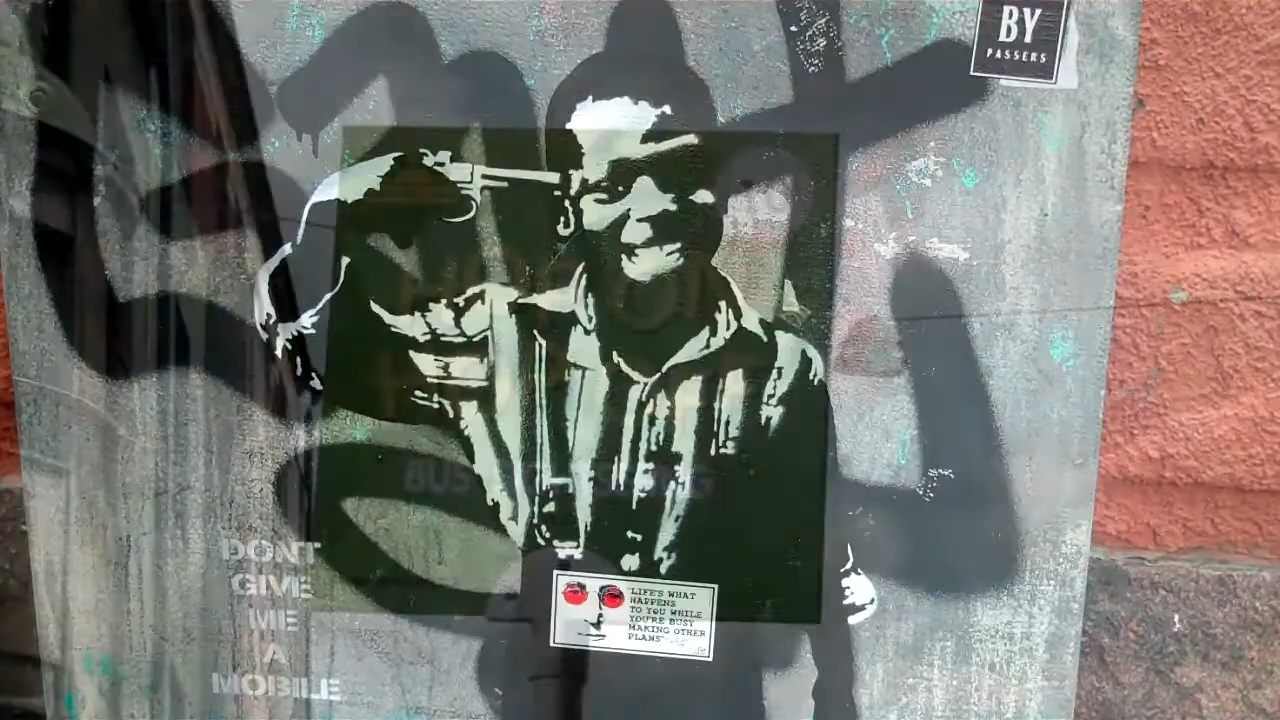 BY
PASSERS
DONT
GIVE
ME
A
MOBILE
"LIFE'S WHAT
HAPPENS
TO YOU WHILE
YOU'RE BUSY
MAKING OTHER
PLANS"